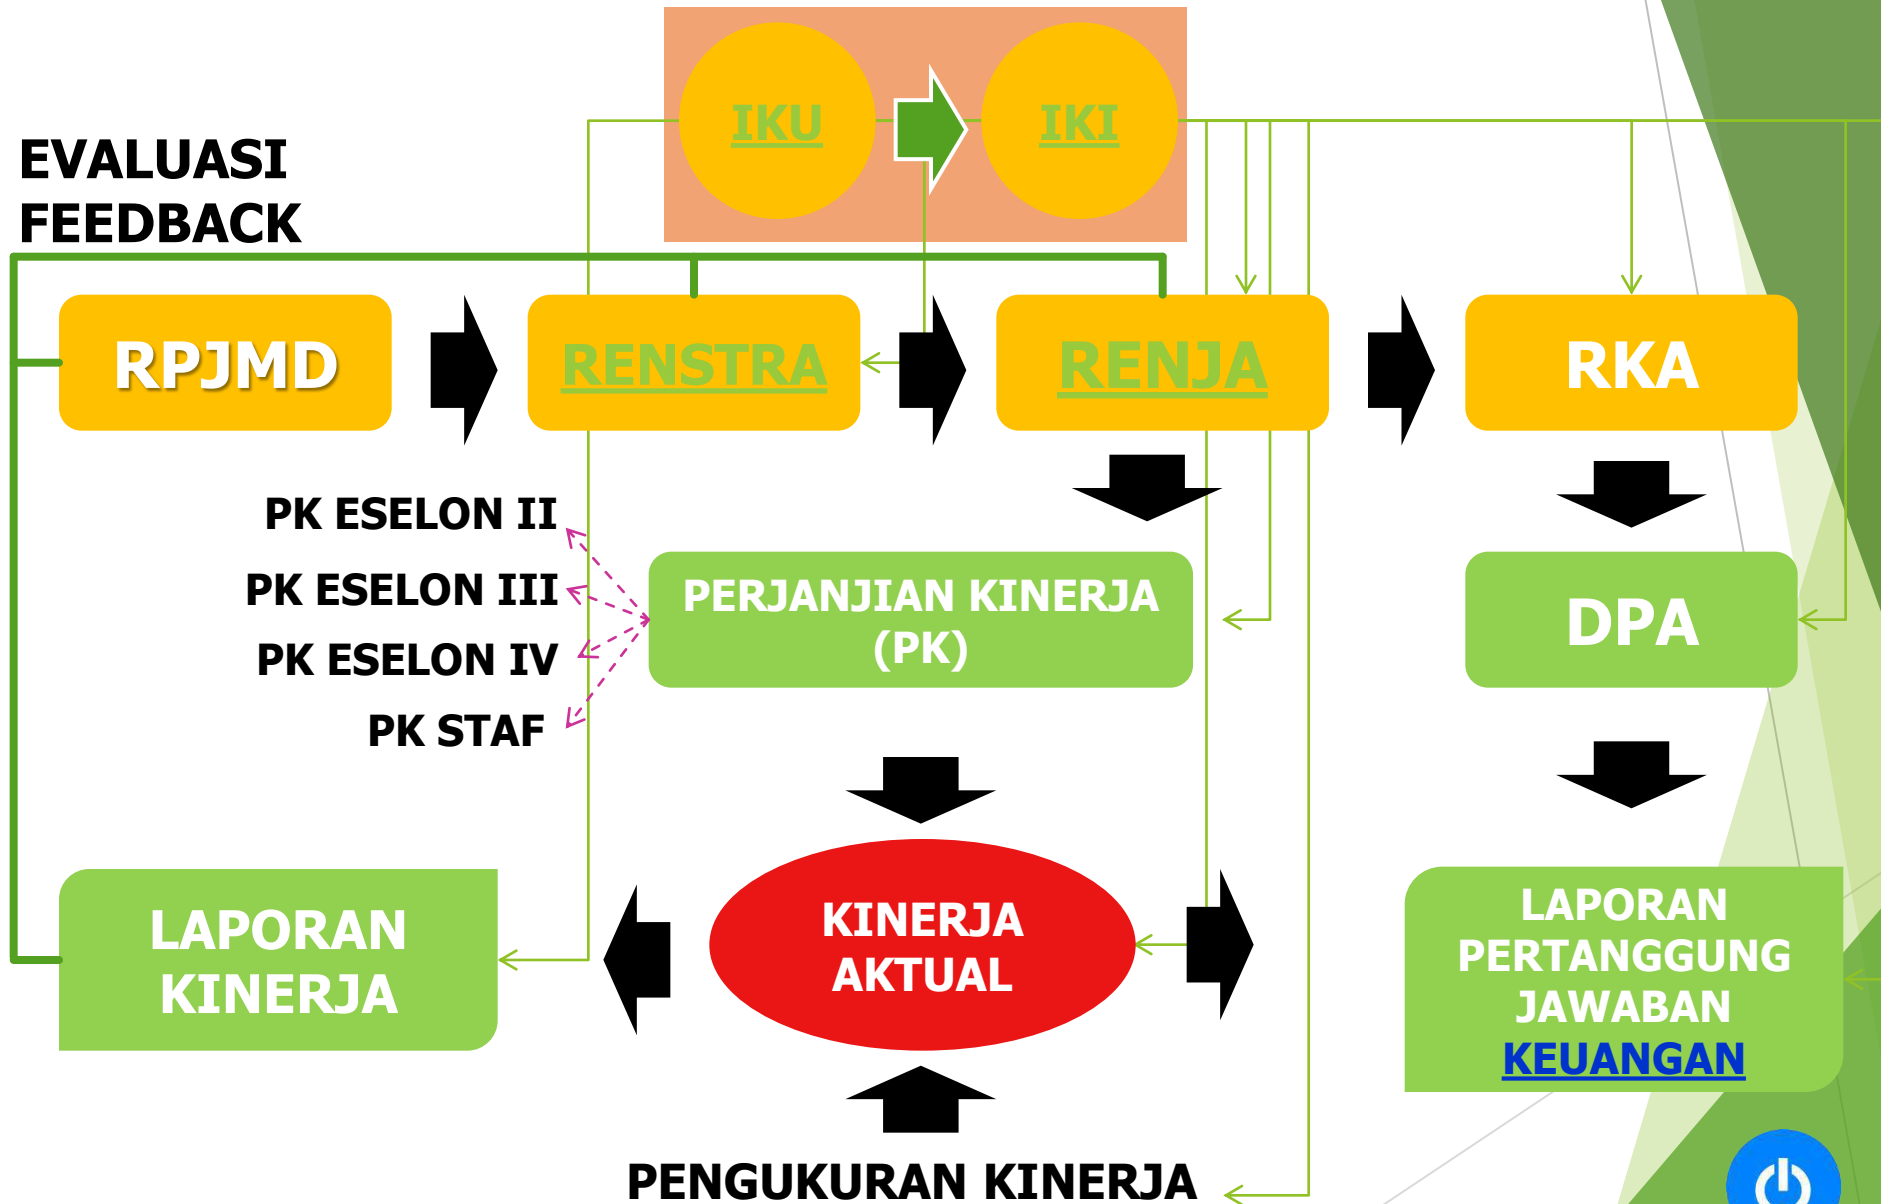 IKU
IKI
EVALUASI
FEEDBACK
RPJMD
RENSTRA
RENJA
RKA
PK ESELON II
PK ESELON III
PK ESELON IV
PK STAF
PERJANJIAN KINERJA
(PK)
DPA
LAPORAN
KINERJA
KINERJA
AKTUAL
LAPORAN
PERTANGGUNG
JAWABAN
KEUANGAN
PENGUKURAN KINERJA